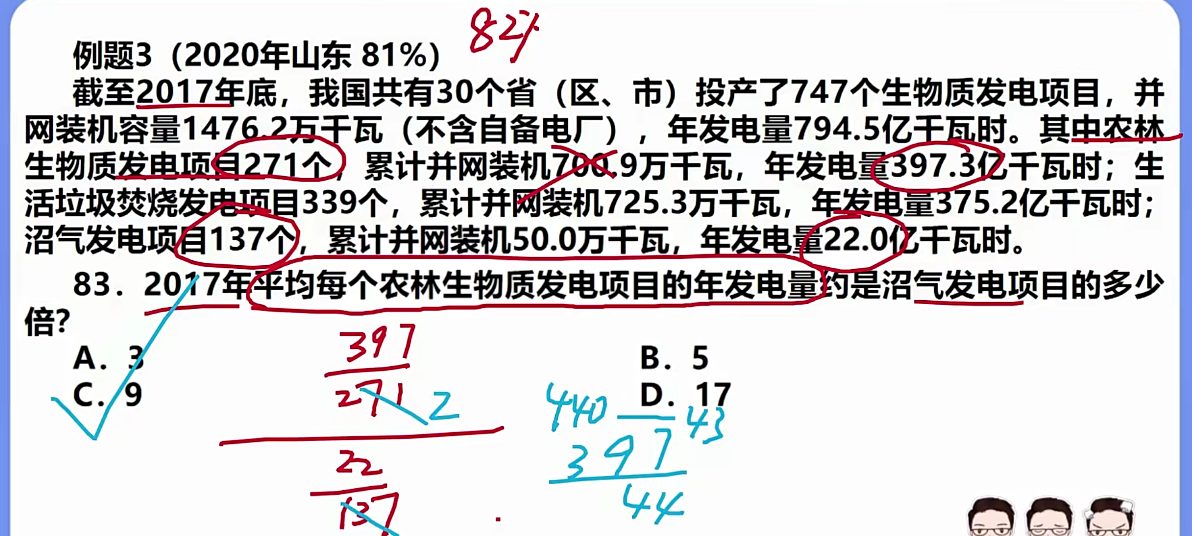 例题3（2020年山东 81%）
82%
截至2017年底，我国共有30个省（区、市）投产了747个生物质发电项目，并
网装机容量1476.2万千瓦（不含自备电厂），年发电量794.5亿千瓦时。其中农林
生物质发电项目271个，累计并网装机700.9万千瓦，年发电量397.3亿千瓦时；生
活垃圾焚烧发电项目339个，累计并网装机725.3万千瓦，年发电量375.2亿千瓦时；
沼气发电项目137个，累计并网装机50.0万千瓦，年发电量22.0亿千瓦时。
83．2017年平均每个农林生物质发电项目的年发电量约是沼气发电项目的多少
倍？
A．3
B．5
C．9
D．17
397
271
2
22
137
440
43
397
44